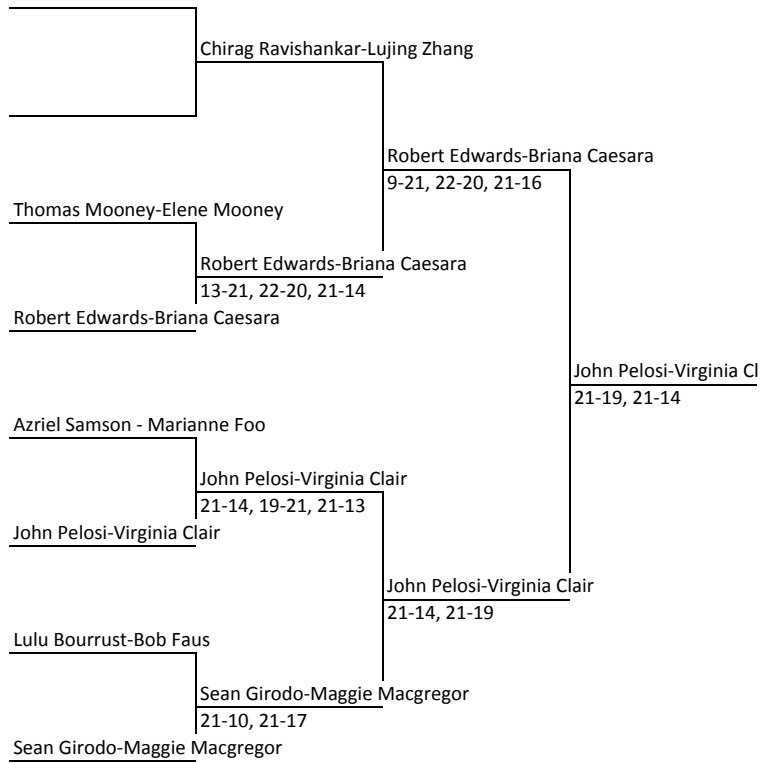 Chirag Ravishankar-Lujing Zhang
Robert Edwards-Briana Caesara
9-21, 22-20, 21-16
Thomas Mooney-Elene Mooney
Robert Edwards-Briana Caesara
13-21, 22-20, 21-14
Robert Edwards-Briana Caesara
John Pelosi-Virginia Cl
21-19, 21-14
Azriel Samson - Marianne Foo
John Pelosi-Virginia Clair
21-14, 19-21, 21-13
John Pelosi-Virginia Clair
John Pelosi-Virginia Clair
21-14, 21-19
Lulu Bourrust-Bob Faus
Sean Girodo-Maggie Macgregor
21-10, 21-17
Sean Girodo-Maggie Macgregor